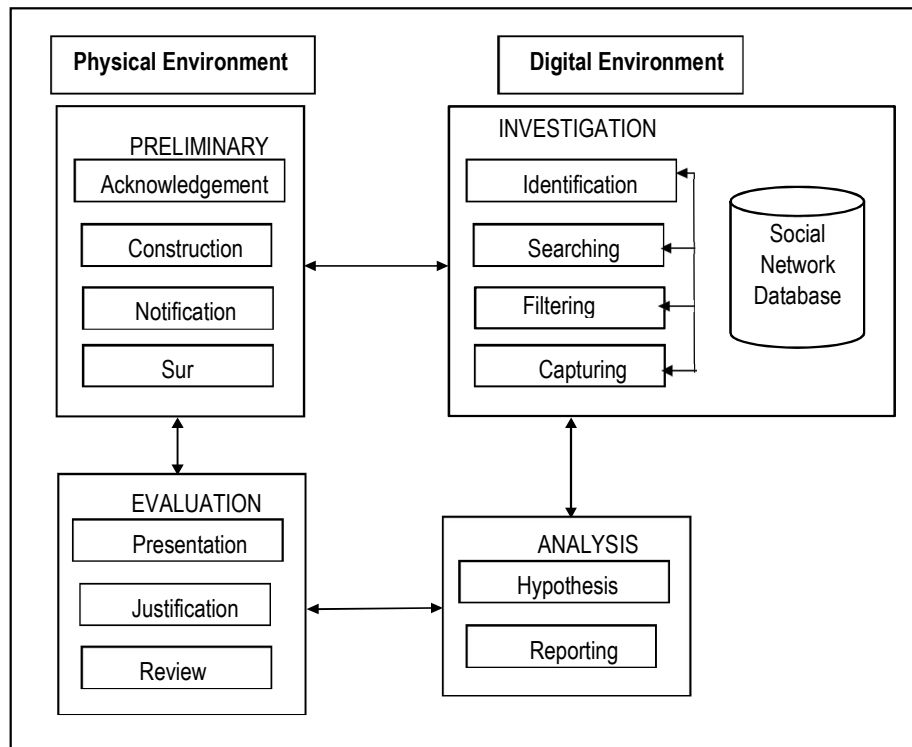 Physical Environment
Digital Environment
PRELIMINARY
Acknowledgement
Construction
Notification
Sur
INVESTIGATION
Identification
Searching
Filtering
Capturing
Social
Network
Database
EVALUATION
Presentation
Justification
Review
ANALYSIS
Hypothesis
Reporting